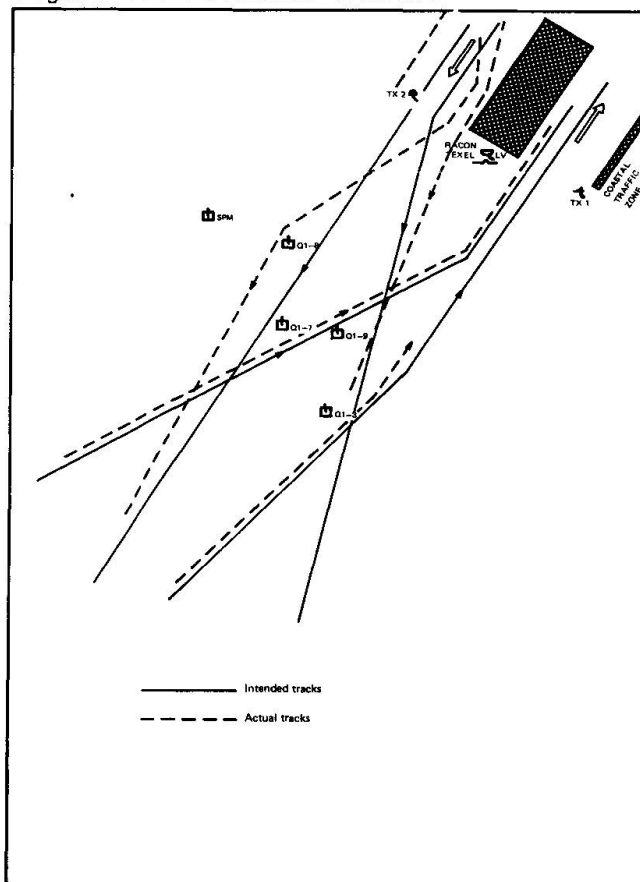 TX 2
RACON
TEXEL LV
TX 1
COASTAL
TRAFFIC
ZONE
SPM
Q1-8
Q1-7
Q1-9
Q1-3
Intended tracks
Actual tracks